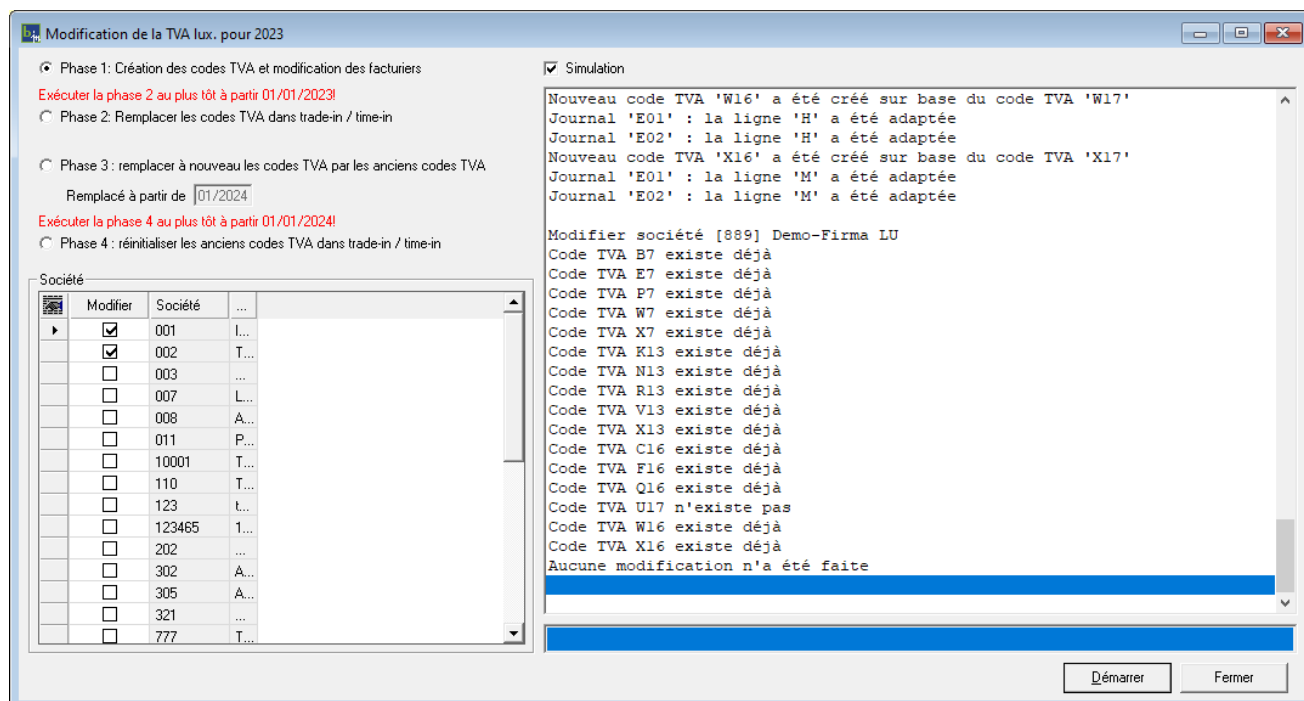 Modification de la TVA lux. pour 2023
Phase 1: Création des codes TVA et modification des facturiers
Exécuter la phase 2 au plus tôt à partir 01/01/2023!
Phase 2: Remplacer les codes TVA dans trade-in / time-in
Phase 3 : remplacer à nouveau les codes TVA par les anciens codes TVA
Remplacé à partir de 01/2024
Exécuter la phase 4 au plus tôt à partir 01/01/2024!
Phase 4 : réinitialiser les anciens codes TVA dans trade-in / time-in
Société
Modifier Société ...
001 I...
002 T...
003 ...
007 L...
008 A...
011 P...
10001 T...
110 T...
123 t...
123465 1...
202 ...
302 A...
305 A...
321 ...
777 T...
Simulation
Nouveau code TVA 'W16' a été créé sur base du code TVA 'W17'
Journal 'E01' : la ligne 'H' a été adaptée
Journal 'E02' : la ligne 'H' a été adaptée
Nouveau code TVA 'X16' a été créé sur base du code TVA 'X17'
Journal 'E01' : la ligne 'M' a été adaptée
Journal 'E02' : la ligne 'M' a été adaptée
Modifier société [889] Demo-Firma LU
Code TVA B7 existe déjà
Code TVA E7 existe déjà
Code TVA P7 existe déjà
Code TVA W7 existe déjà
Code TVA X7 existe déjà
Code TVA K13 existe déjà
Code TVA N13 existe déjà
Code TVA R13 existe déjà
Code TVA V13 existe déjà
Code TVA X13 existe déjà
Code TVA C16 existe déjà
Code TVA F16 existe déjà
Code TVA Q16 existe déjà
Code TVA U17 n'existe pas
Code TVA W16 existe déjà
Code TVA X16 existe déjà
Aucune modification n'a été faite
Démarrer
Fermer